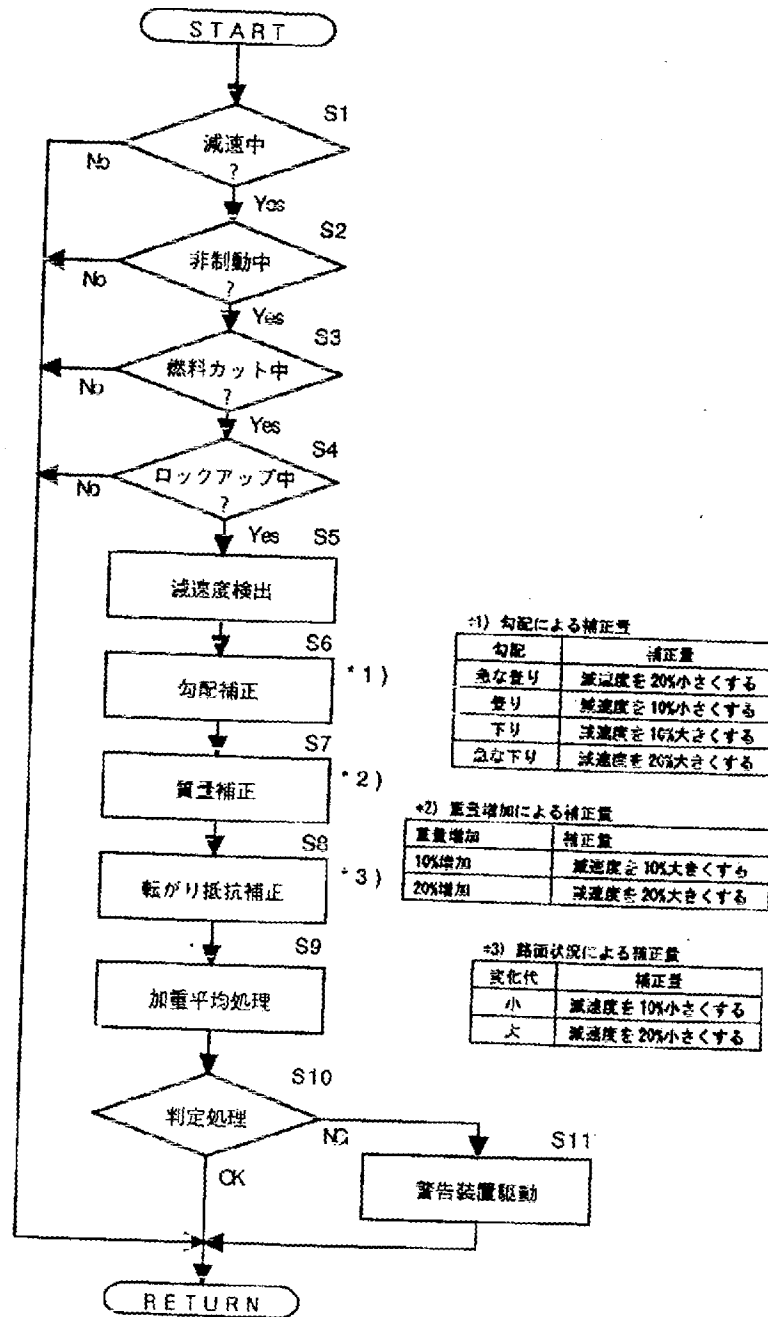 START
S1
減速中
?
No
Yes
S2
非制動中
?
No
Yes
S3
燃料カット中
?
No
Yes
S4
ロックアップ中
?
No
Yes
S5
減速度検出
S6
勾配補正
*1)
S7
質量補正
*2)
S8
転がり抵抗補正
*3)
S9
加重平均処理
S10
判定処理
NG
OK
S11
警告装置駆動
RETURN
*1) 勾配による補正量
勾配 補正量
急な登り 減速度を20%小さくする
登り 減速度を10%小さくする
下り 減速度を10%大きくする
急な下り 減速度を20%大きくする
*2) 重量増加による補正量
重量増加 補正量
10%増加 減速度を10%大きくする
20%増加 減速度を20%大きくする
*3) 路面状況による補正量
変化代 補正量
小 減速度を10%小さくする
大 減速度を20%小さくする